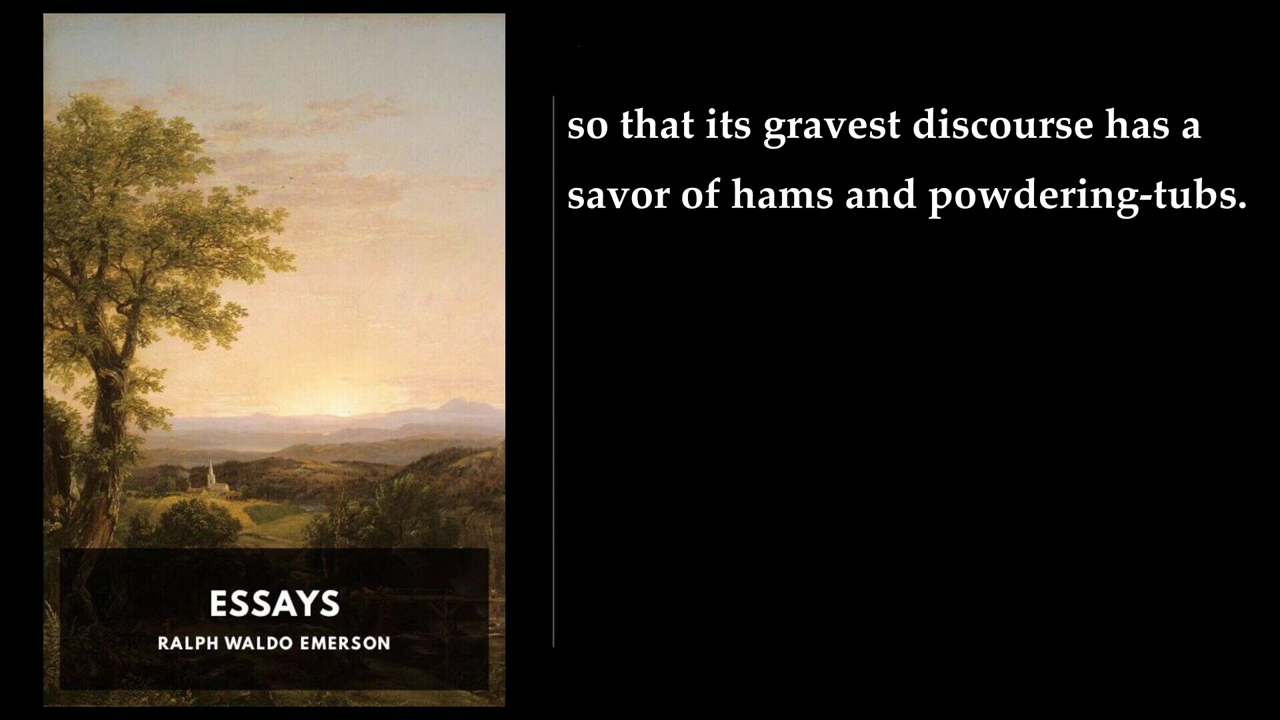 so that its gravest discourse has a
savor of hams and powdering-tubs.
ESSAYS
RALPH WALDO EMERSON